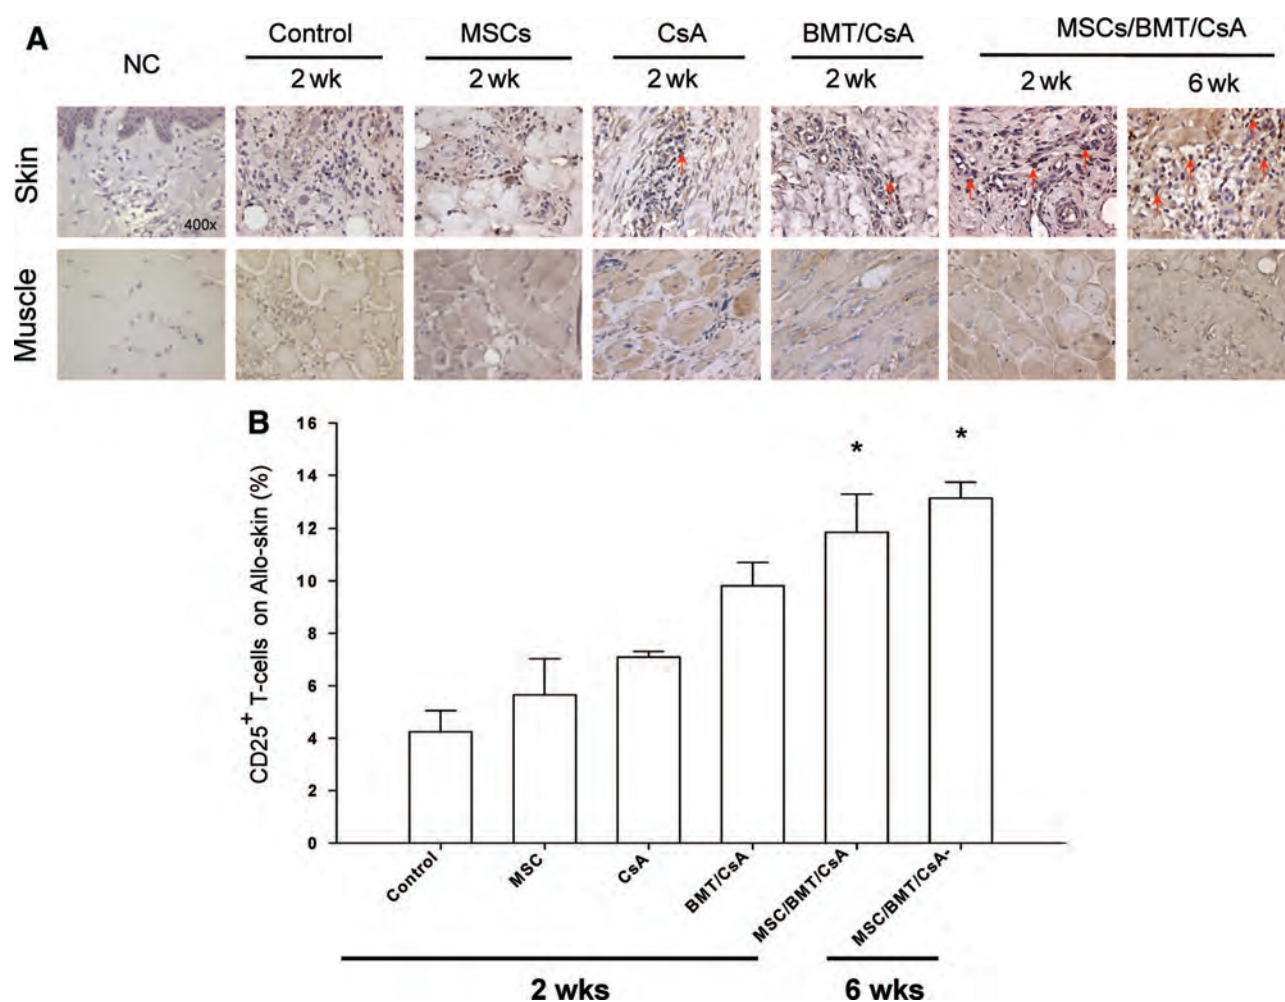 A
NC
Control
MSCs
CsA
BMT/CsA
MSCs/BMT/CsA
2 wk
2 wk
2 wk
2 wk
2 wk
6 wk
Skin
400x
Muscle
B
CD25+ T-cells on Allo-skin (%)
16
14
12
10
8
6
4
2
0
*
*
Control
MSC
CsA
BMT/CsA
MSC/BMT/CsA
MSC/BMT/CsA-
2 wks
6 wks